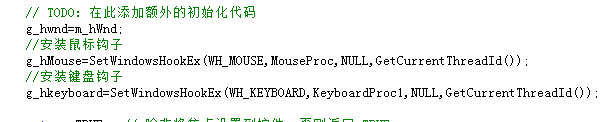 // TODO: 在此添加额外的初始化代码
g_hwnd=m_hWnd;
//安装鼠标钩子
g_hMouse=SetWindowsHookEx(WH_MOUSE,MouseProc,NULL,GetCurrentThreadId());
//安装键盘钩子
g_hkeyboard=SetWindowsHookEx(WH_KEYBOARD,KeyboardProc1,NULL,GetCurrentThreadId());